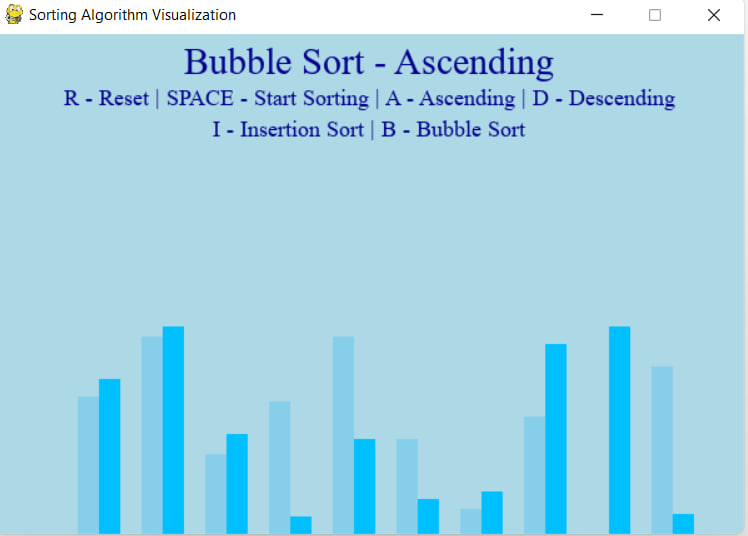 Sorting Algorithm Visualization
Bubble Sort - Ascending
R - Reset | SPACE - Start Sorting | A - Ascending | D - Descending
I - Insertion Sort | B - Bubble Sort